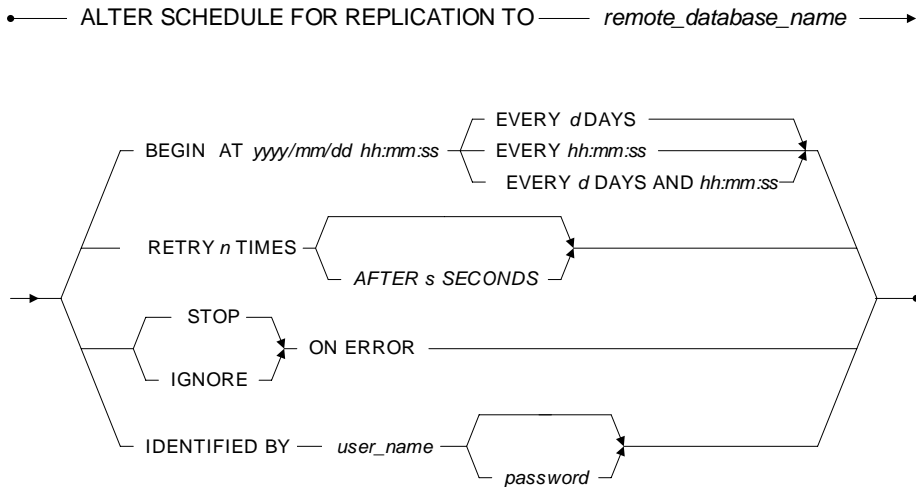 ALTER SCHEDULE FOR REPLICATION TO remote_database_name
EVERY d DAYS
BEGIN AT yyyy/mm/dd hh:mm:ss EVERY hh:mm:ss
EVERY d DAYS AND hh:mm:ss
RETRY n TIMES
AFTER s SECONDS
STOP
ON ERROR
IGNORE
IDENTIFIED BY user_name
password